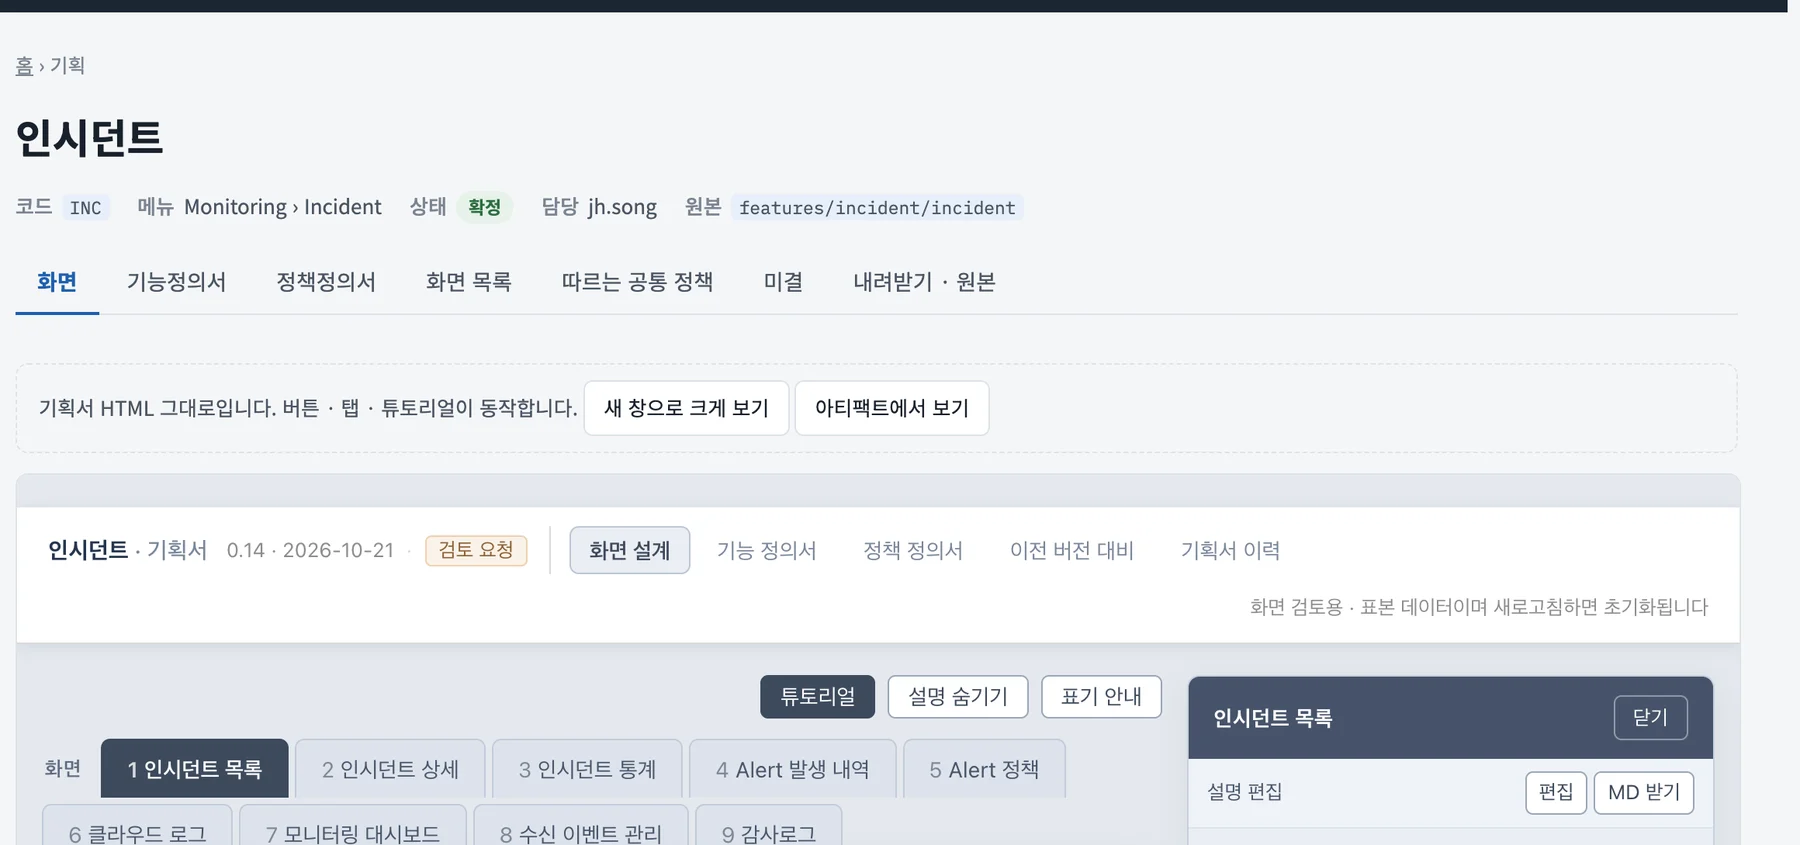 홈 › 기획
인시던트
코드 INC 메뉴 Monitoring › Incident 상태 확정 담당 jh.song 원본 features/incident/incident
화면 기능정의서 정책정의서 화면 목록 따르는 공통 정책 미결 내려받기 · 원본
기획서 HTML 그대로입니다. 버튼 · 탭 · 튜토리얼이 동작합니다. 새 창으로 크게 보기 아티팩트에서 보기
인시던트 · 기획서 0.14 · 2026-10-21 · 검토 요청 화면 설계 기능 정의서 정책 정의서 이전 버전 대비 기획서 이력
화면 검토용 · 표본 데이터이며 새로고침하면 초기화됩니다
튜토리얼 설명 숨기기 표기 안내
인시던트 목록 닫기
화면 1 인시던트 목록 2 인시던트 상세 3 인시던트 통계 4 Alert 발생 내역 5 Alert 정책
설명 편집 편집 MD 받기
6 클라우드 로그 7 모니터링 대시보드 8 수신 이벤트 관리 9 감사로그